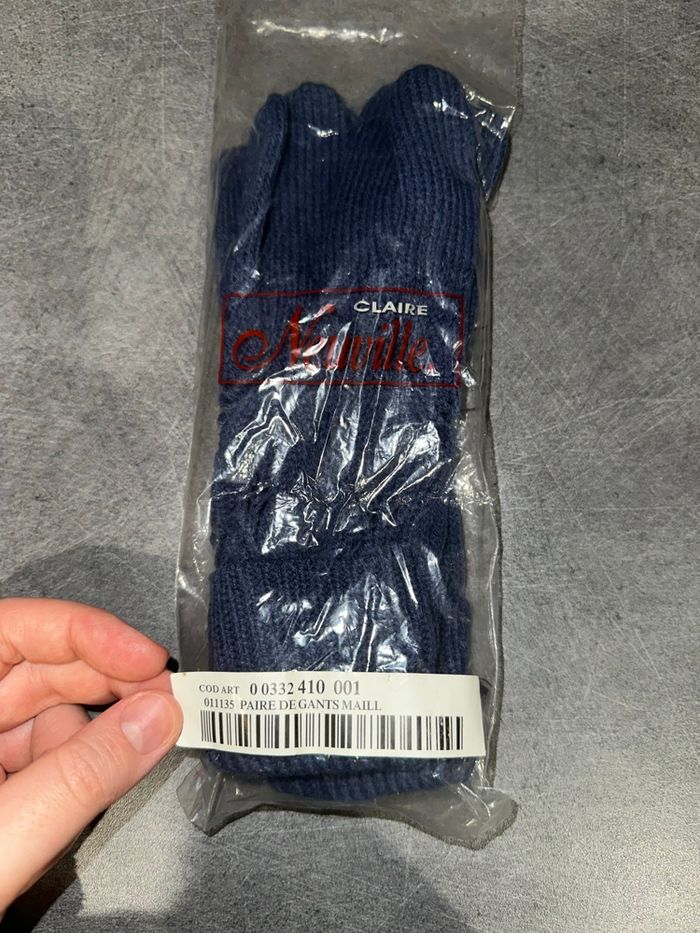 CLAIRE
Neuville
COD ART 0 0332 410 001
011135 PAIRE DE GANTS MAILL